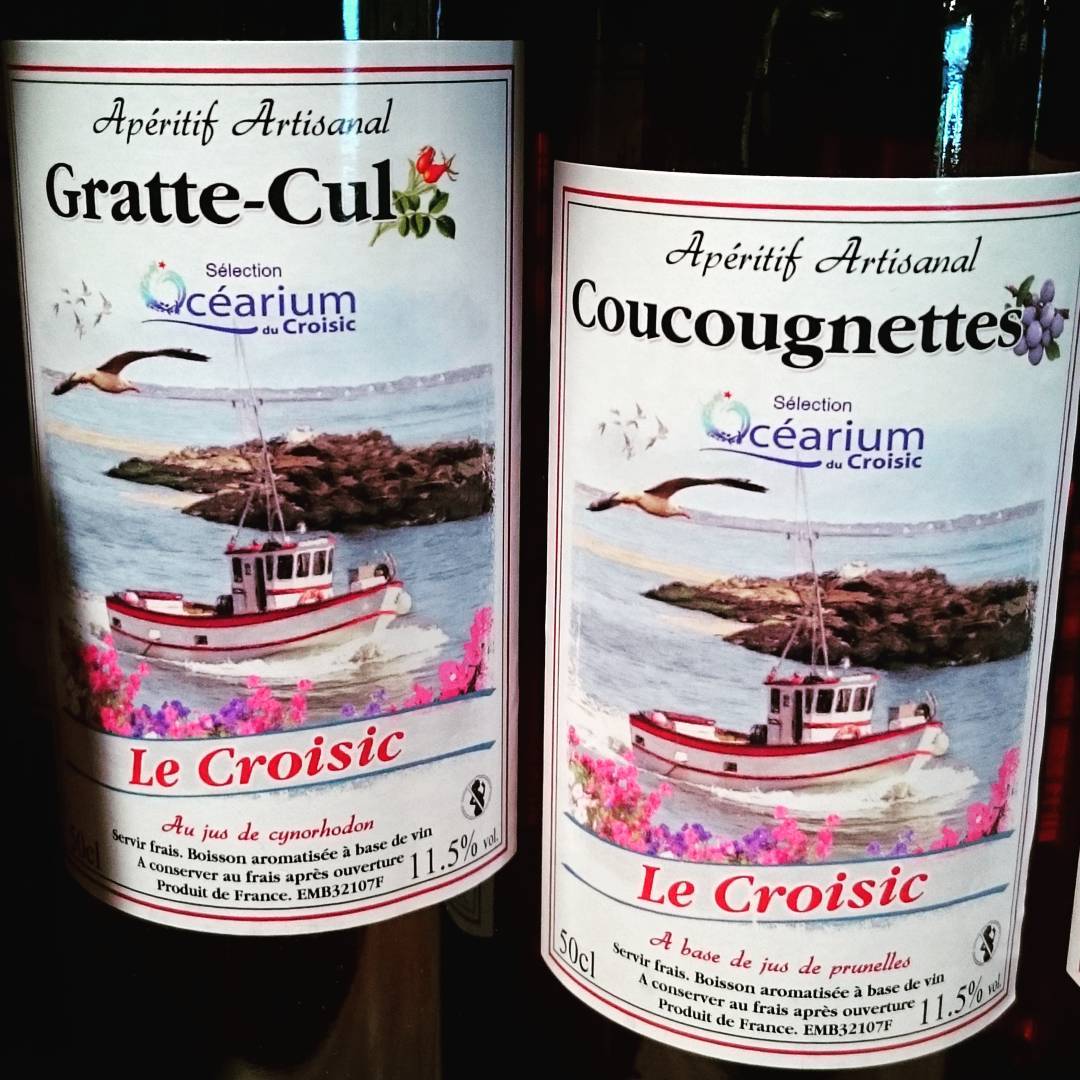 Apéritif Artisanal
Gratte-Cul
Sélection
Océarium
du Croisic
Le Croisic
Au jus de cynorhodon
50cl
Servir frais. Boisson aromatisée à base de vin
A conserver au frais après ouverture
11.5% vol.
Produit de France. EMB32107F
Apéritif Artisanal
Coucougnettes
Sélection
Océarium
du Croisic
Le Croisic
A base de jus de prunelles
50cl
Servir frais. Boisson aromatisée à base de vin
A conserver au frais après ouverture
11.5% vol.
Produit de France. EMB32107F